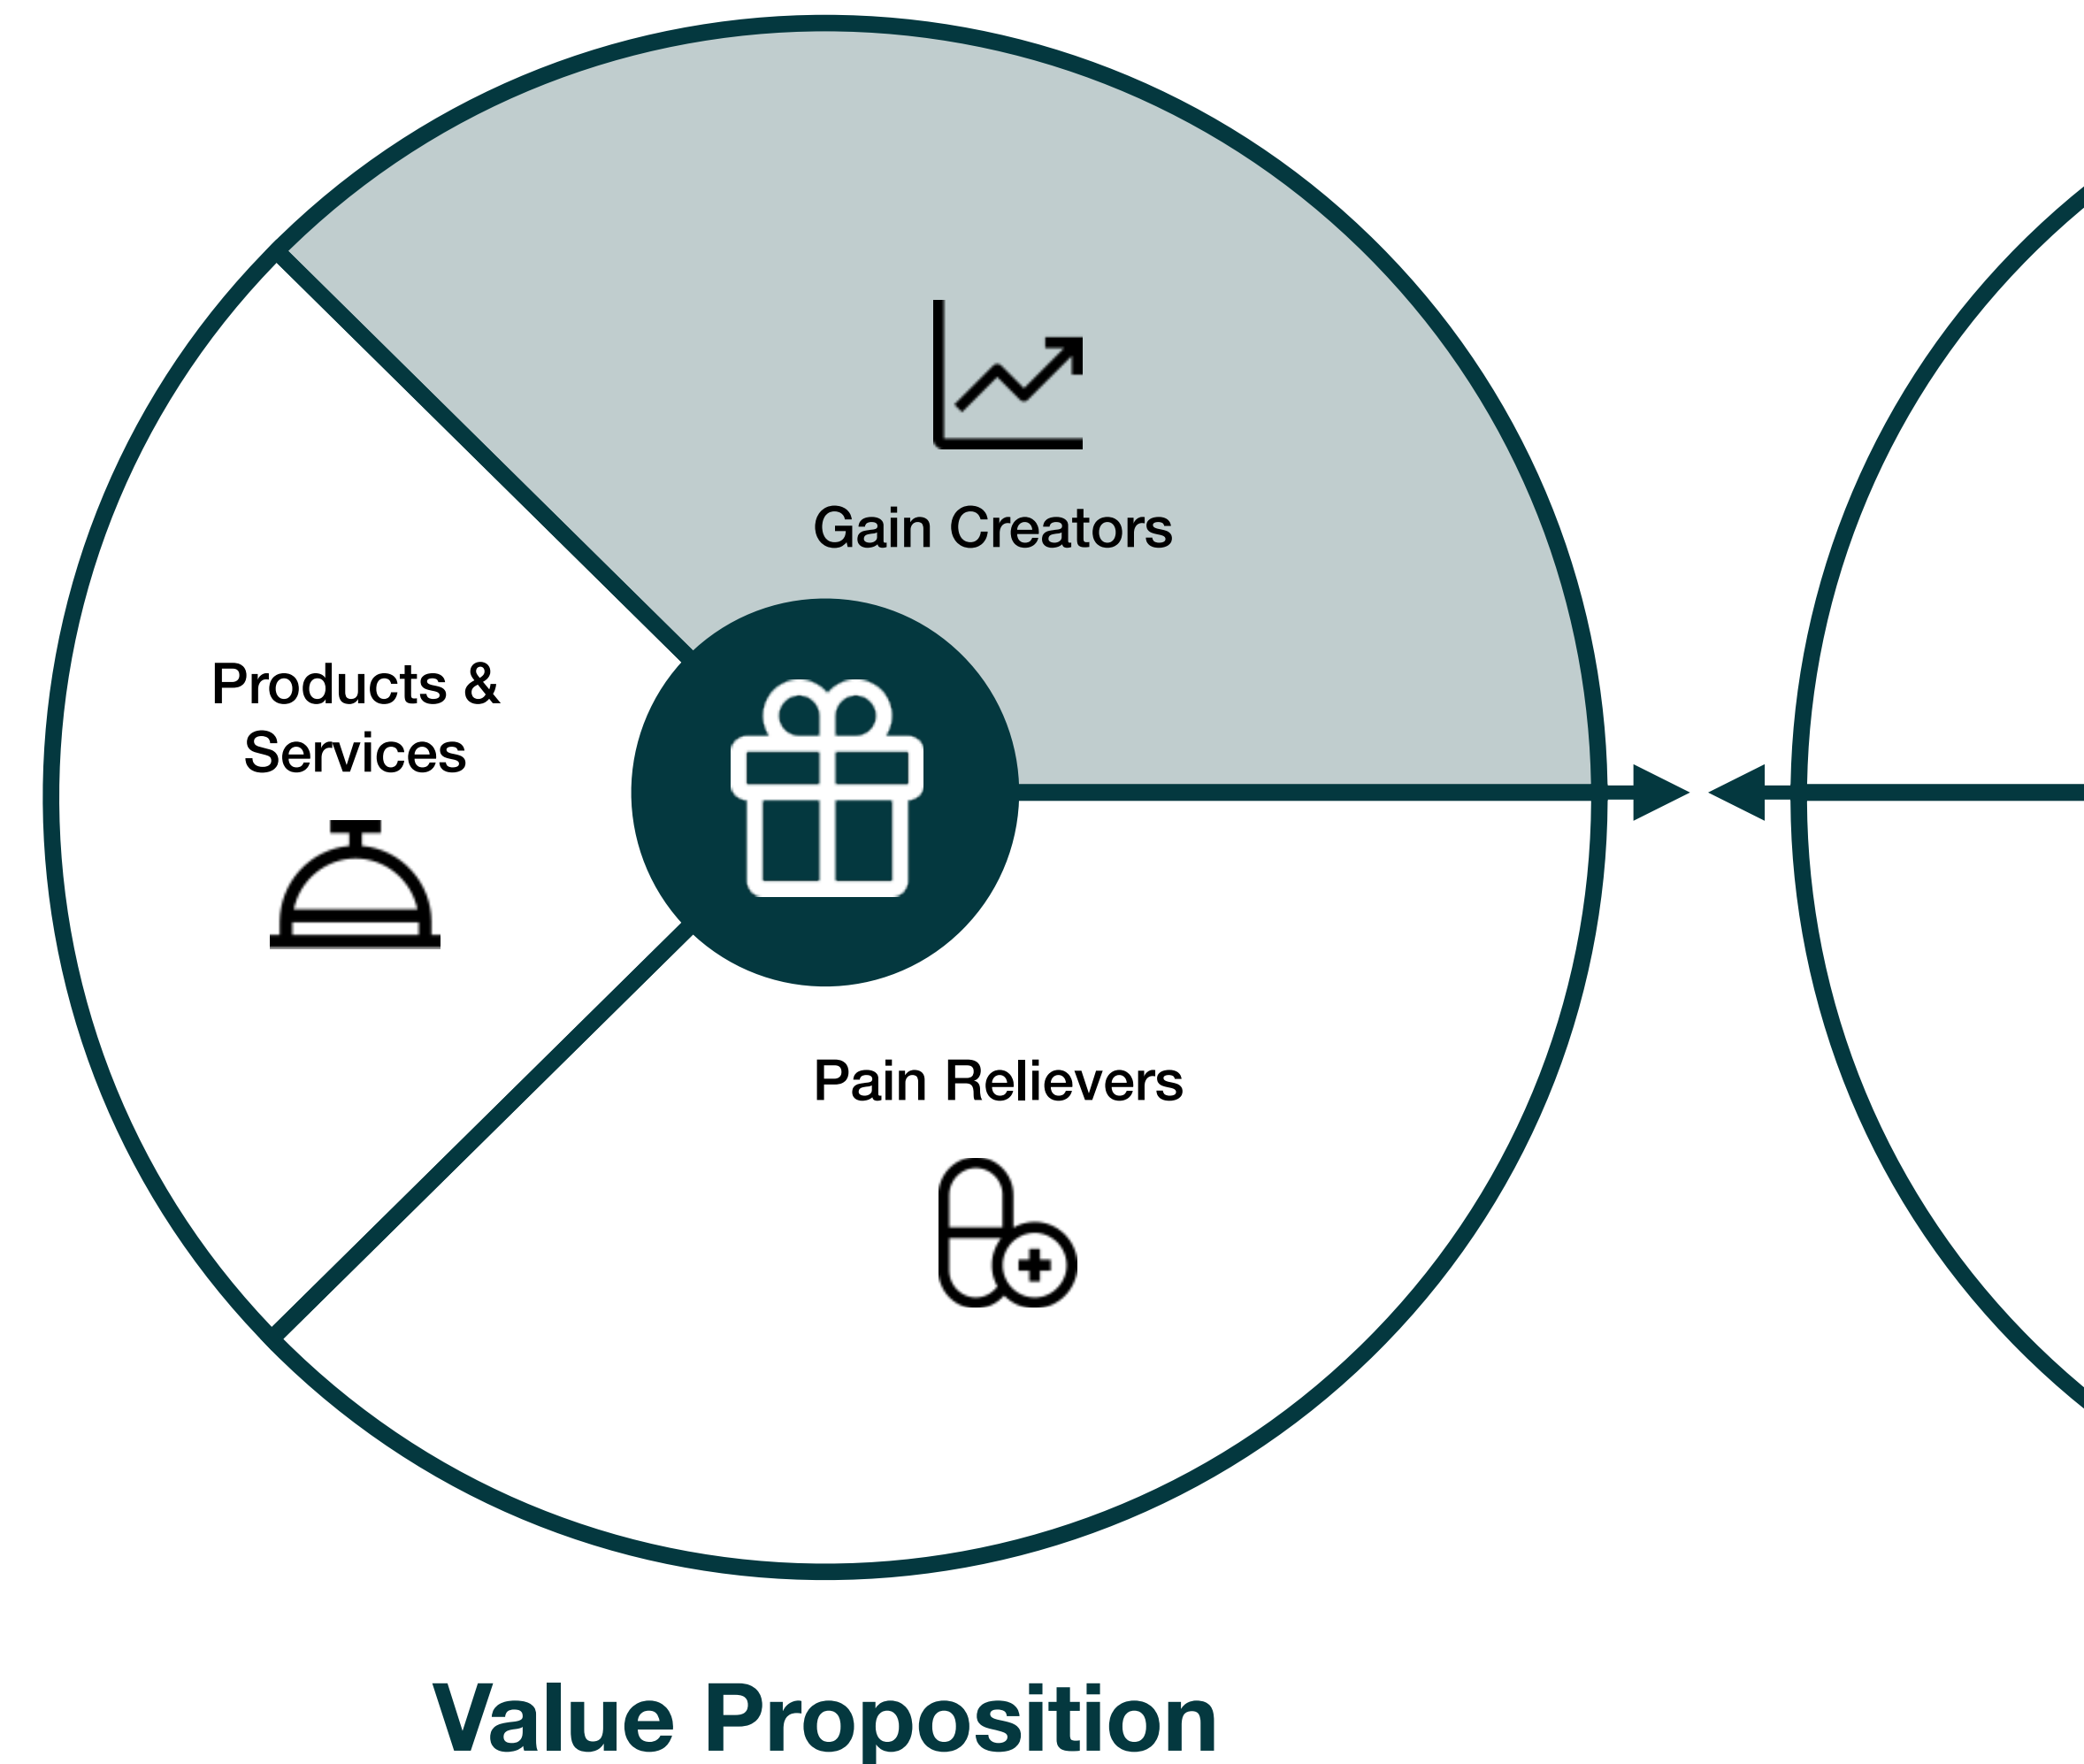 Gain Creators
Products &
Services
Pain Relievers
Value Proposition